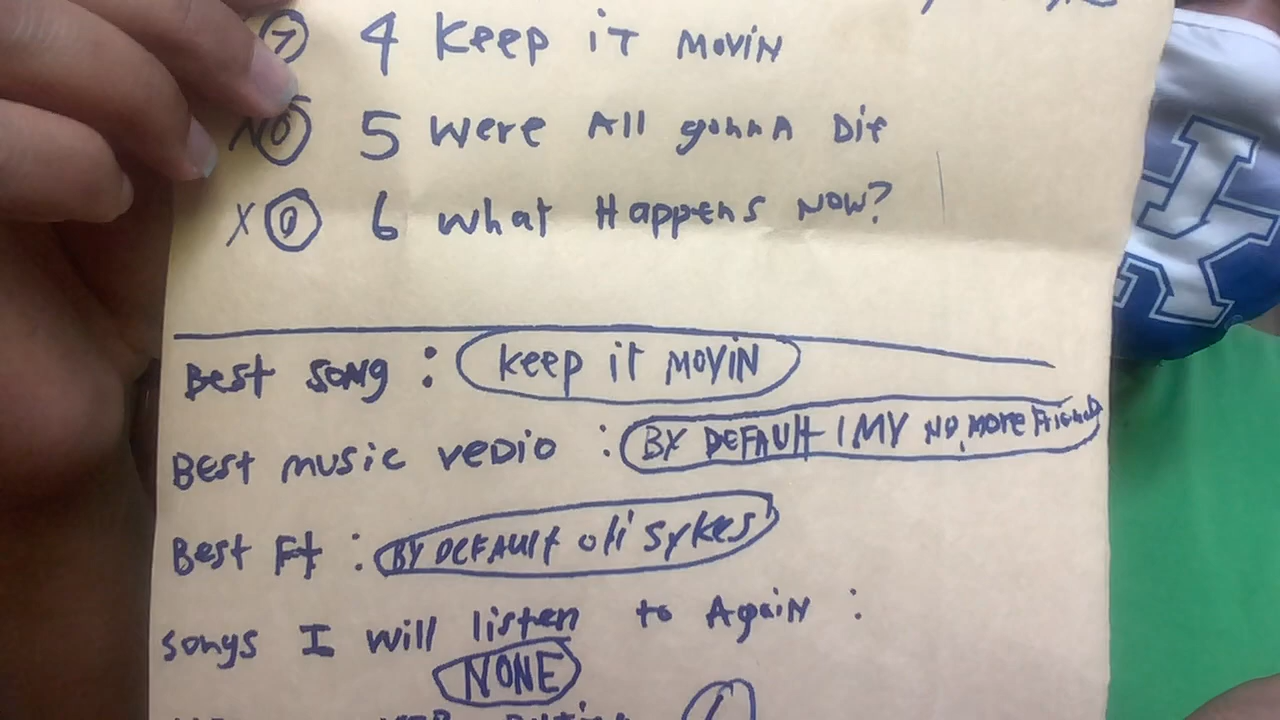 7 4 Keep iT MoviN
NO 0 5 were All gonna Die
X 0 6 what Happens Now?
Best song : Keep it MoviN
Best music vedio : BY DEFAULT I MY NO MORE Friends
Best Ft : BY DEFAULT oli sykes
songs I will listen to Again :
NONE